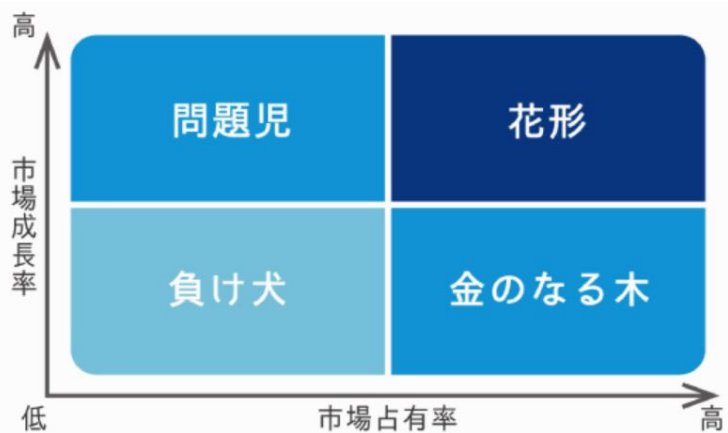 高
問題児
花形
市場成長率
負け犬
金のなる木
低
市場占有率
高